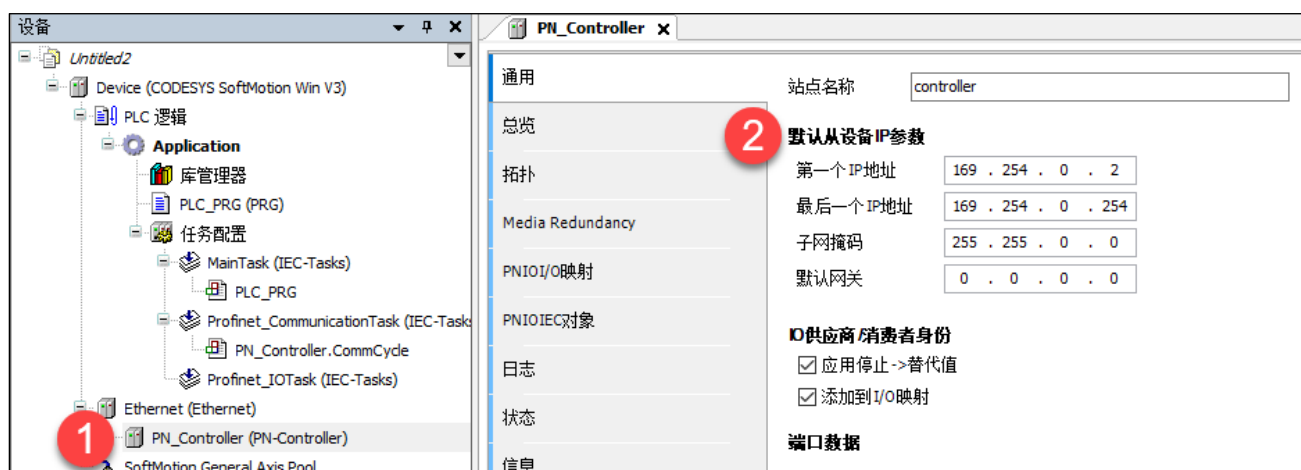 设备
Untitled2
Device (CODESYS SoftMotion Win V3)
PLC 逻辑
Application
库管理器
PLC_PRG (PRG)
任务配置
MainTask (IEC-Tasks)
PLC_PRG
Profinet_CommunicationTask (IEC-Task
PN_Controller.CommCycle
Profinet_IOTask (IEC-Tasks)
Ethernet (Ethernet)
1
PN_Controller (PN-Controller)
SoftMotion General Axis Pool
PN_Controller
通用
总览
拓扑
Media Redundancy
PNIOI/O映射
PNIOIEC对象
日志
状态
信息
站点名称 controller
2
默认从设备IP参数
第一个IP地址 169 . 254 . 0 . 2
最后一个IP地址 169 . 254 . 0 . 254
子网掩码 255 . 255 . 0 . 0
默认网关 0 . 0 . 0 . 0
IO供应商/消费者身份
应用停止->替代值
添加到I/O映射
端口数据